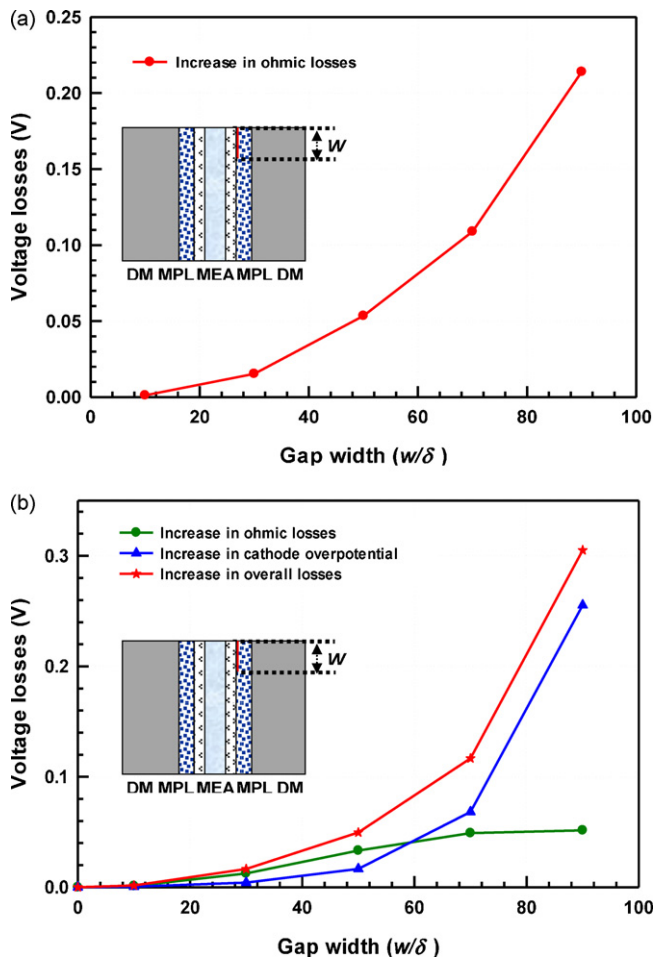 (a)
0.25
0.20
0.15
0.10
0.05
0.00
Voltage losses (V)
Increase in ohmic losses
W
DM MPL MEA MPL DM
0 20 40 60 80 100
Gap width (w/δ )
(b)
0.3
0.2
0.1
0.0
Voltage losses (V)
Increase in ohmic losses
Increase in cathode overpotential
Increase in overall losses
W
DM MPL MEA MPL DM
0 20 40 60 80 100
Gap width (w/δ )